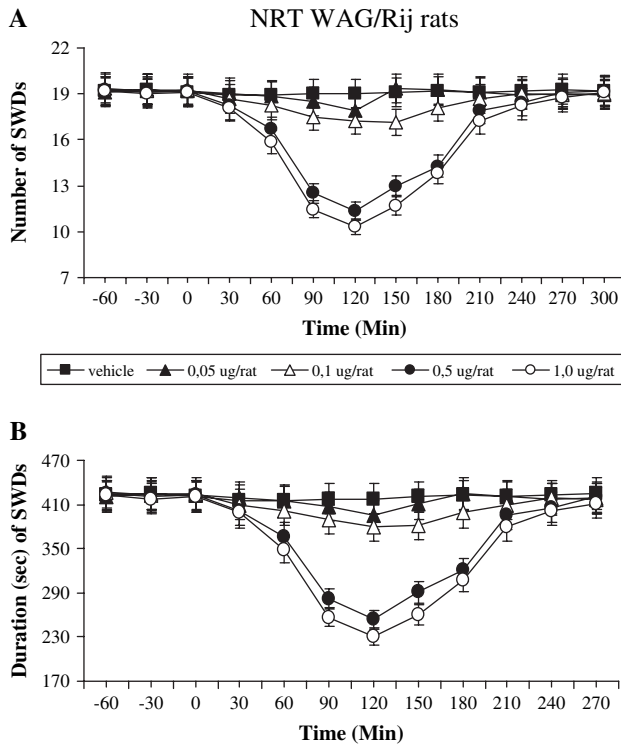 NRT WAG/Rij rats
A
Number of SWDs
22
19
16
13
10
7
-60 -30 0 30 60 90 120 150 180 210 240 270 300
Time (Min)
vehicle 0,05 ug/rat 0,1 ug/rat 0,5 ug/rat 1,0 ug/rat
B
Duration (sec) of SWDs
470
410
350
290
230
170
-60 -30 0 30 60 90 120 150 180 210 240 270
Time (Min)